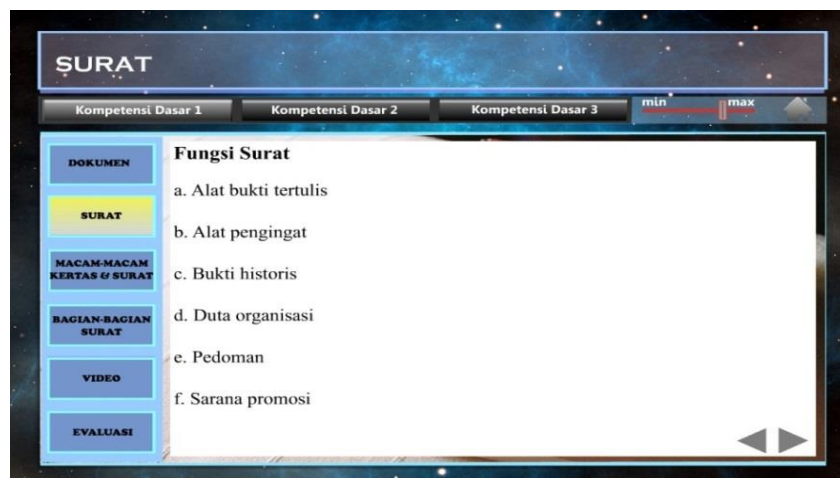 SURAT
Kompetensi Dasar 1
Kompetensi Dasar 2
Kompetensi Dasar 3
min
max
DOKUMEN
SURAT
MACAM-MACAM
KERTAS & SURAT
BAGIAN-BAGIAN
SURAT
VIDEO
EVALUASI
Fungsi Surat
a. Alat bukti tertulis
b. Alat pengingat
c. Bukti historis
d. Duta organisasi
e. Pedoman
f. Sarana promosi